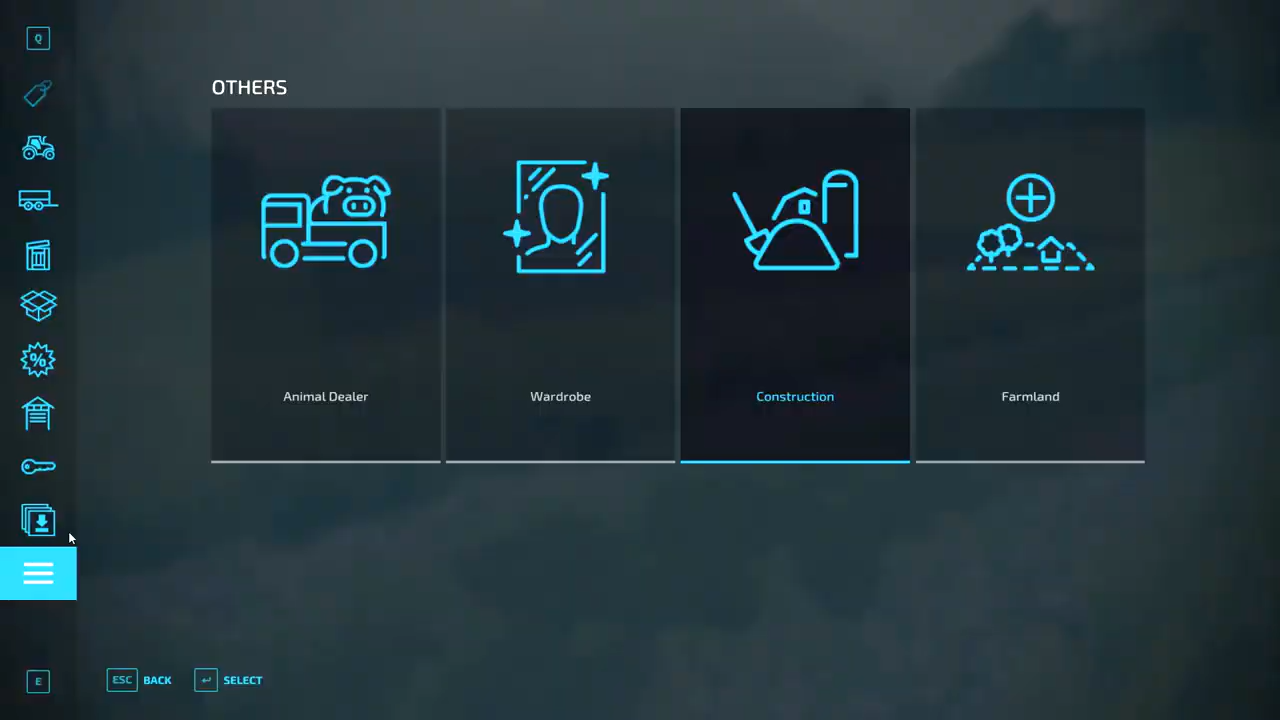 Q
OTHERS
%
Animal Dealer
Wardrobe
Construction
Farmland
E
ESC BACK
SELECT